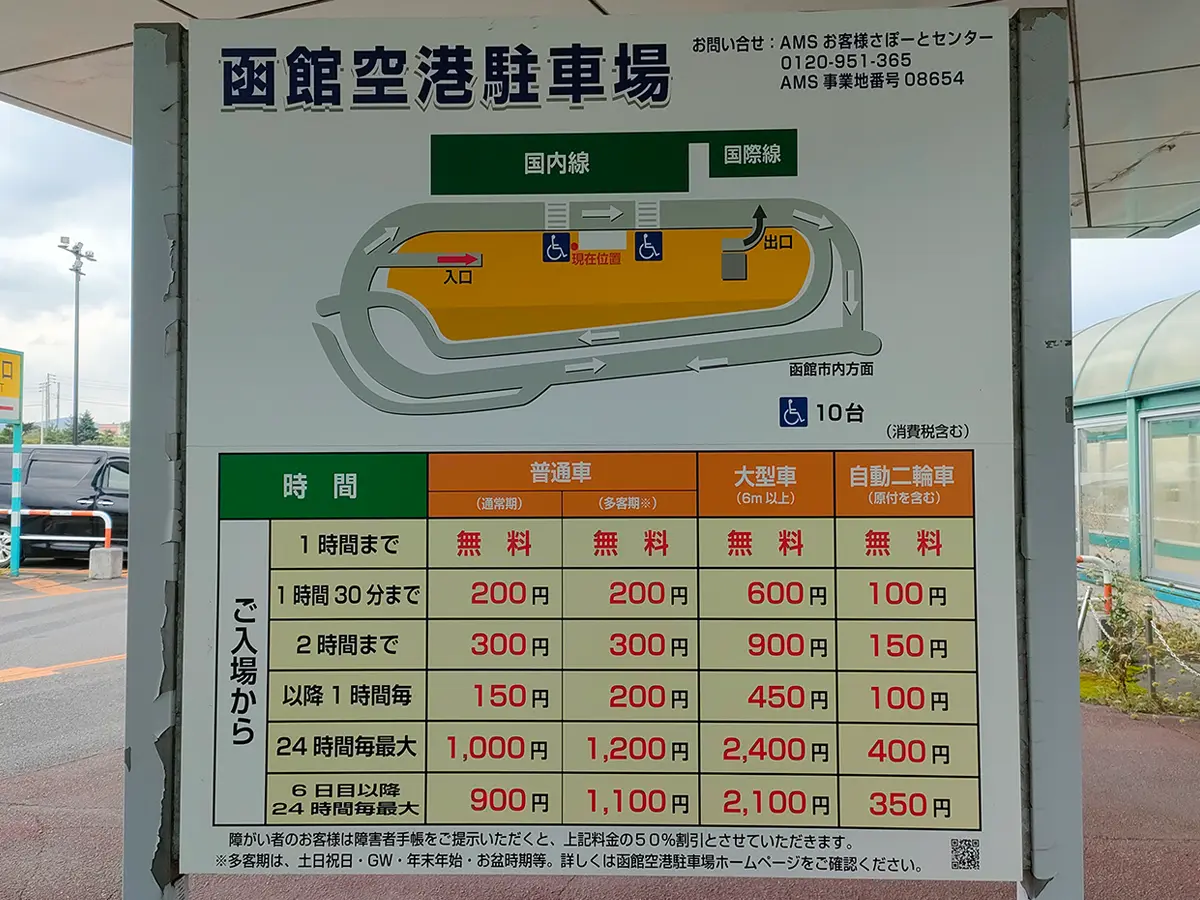 函館空港駐車場
お問い合せ：AMS お客様さぽーとセンター
0120-951-365
AMS 事業地番号 08654
国内線
国際線
入口
現在位置
出口
函館市内方面
10台
（消費税含む）
時間 普通車 大型車 自動二輪車
（通常期） （多客期※） （6m以上） （原付を含む）
ご入場から
1時間まで 無料 無料 無料 無料
1時間30分まで 200円 200円 600円 100円
2時間まで 300円 300円 900円 150円
以降1時間毎 150円 200円 450円 100円
24時間毎最大 1,000円 1,200円 2,400円 400円
6日目以降
24時間毎最大 900円 1,100円 2,100円 350円
障がい者のお客様は障害者手帳をご提示いただくと、上記料金の50%割引とさせていただきます。
※多客期は、土日祝日・GW・年末年始・お盆時期等。詳しくは函館空港駐車場ホームページをご確認ください。
口